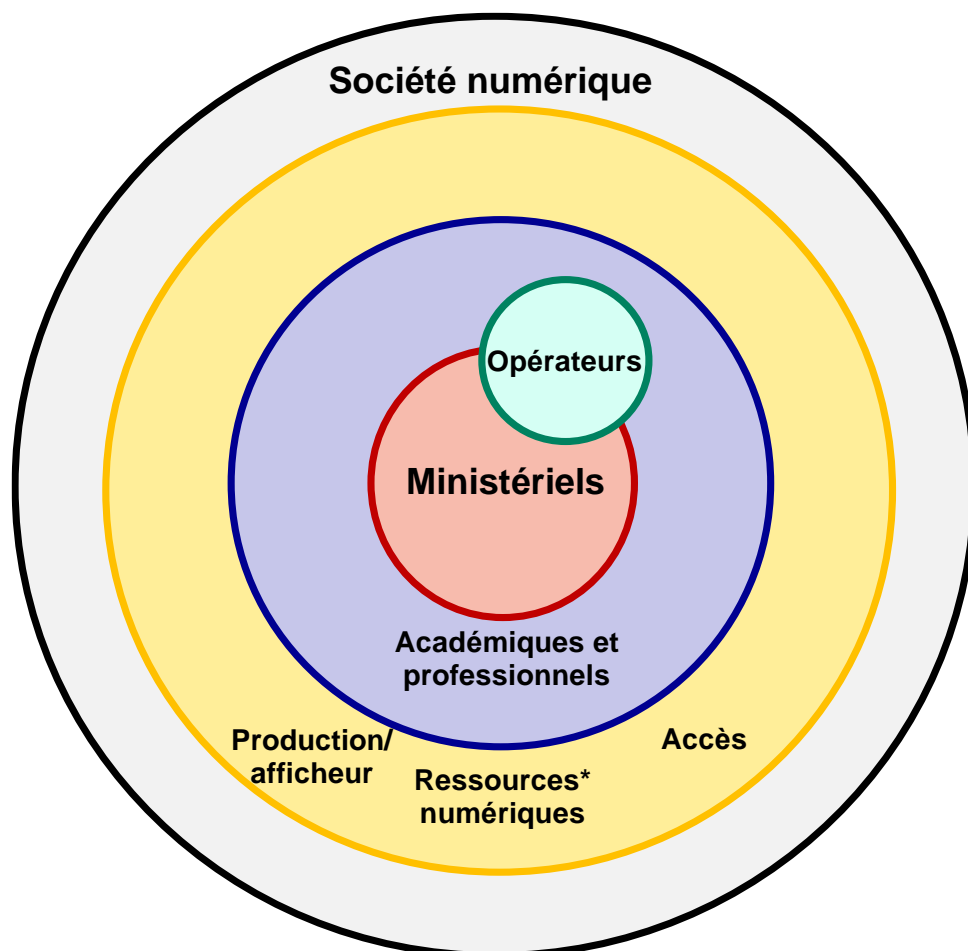 Société numérique
Opérateurs
Ministériels
Académiques et
professionnels
Production/
afficheur
Accès
Ressources*
numériques